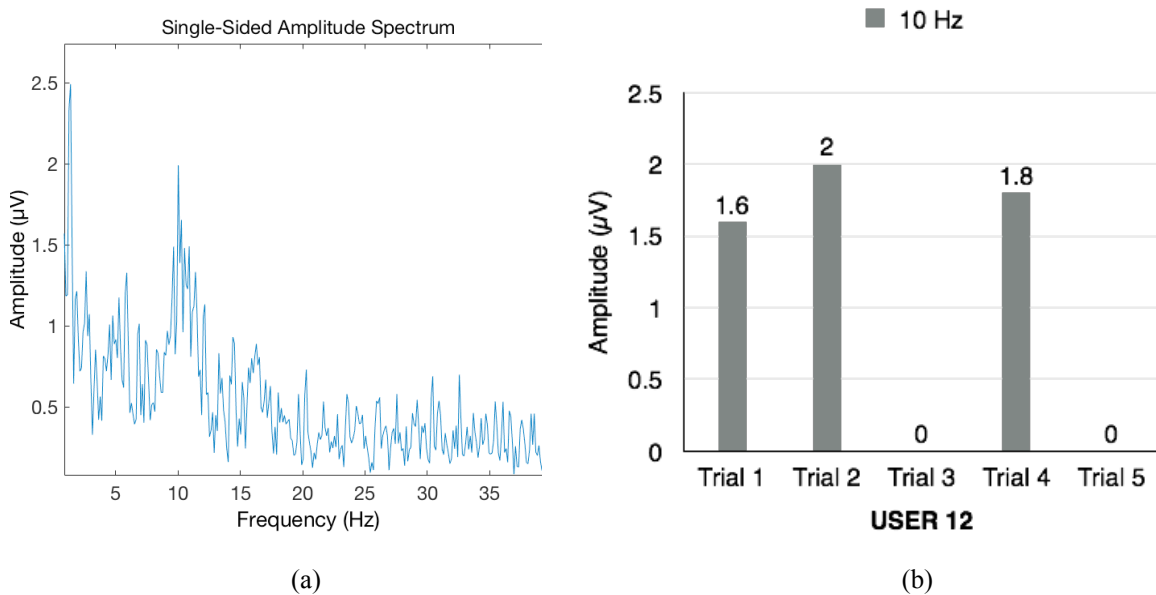 Single-Sided Amplitude Spectrum
2.5
2
1.5
1
0.5
Amplitude (µV)
5 10 15 20 25 30 35
Frequency (Hz)
(a)
10 Hz
2.5
2
1.5
1
0.5
0
Amplitude (µV)
1.6
2
0
1.8
0
Trial 1 Trial 2 Trial 3 Trial 4 Trial 5
USER 12
(b)